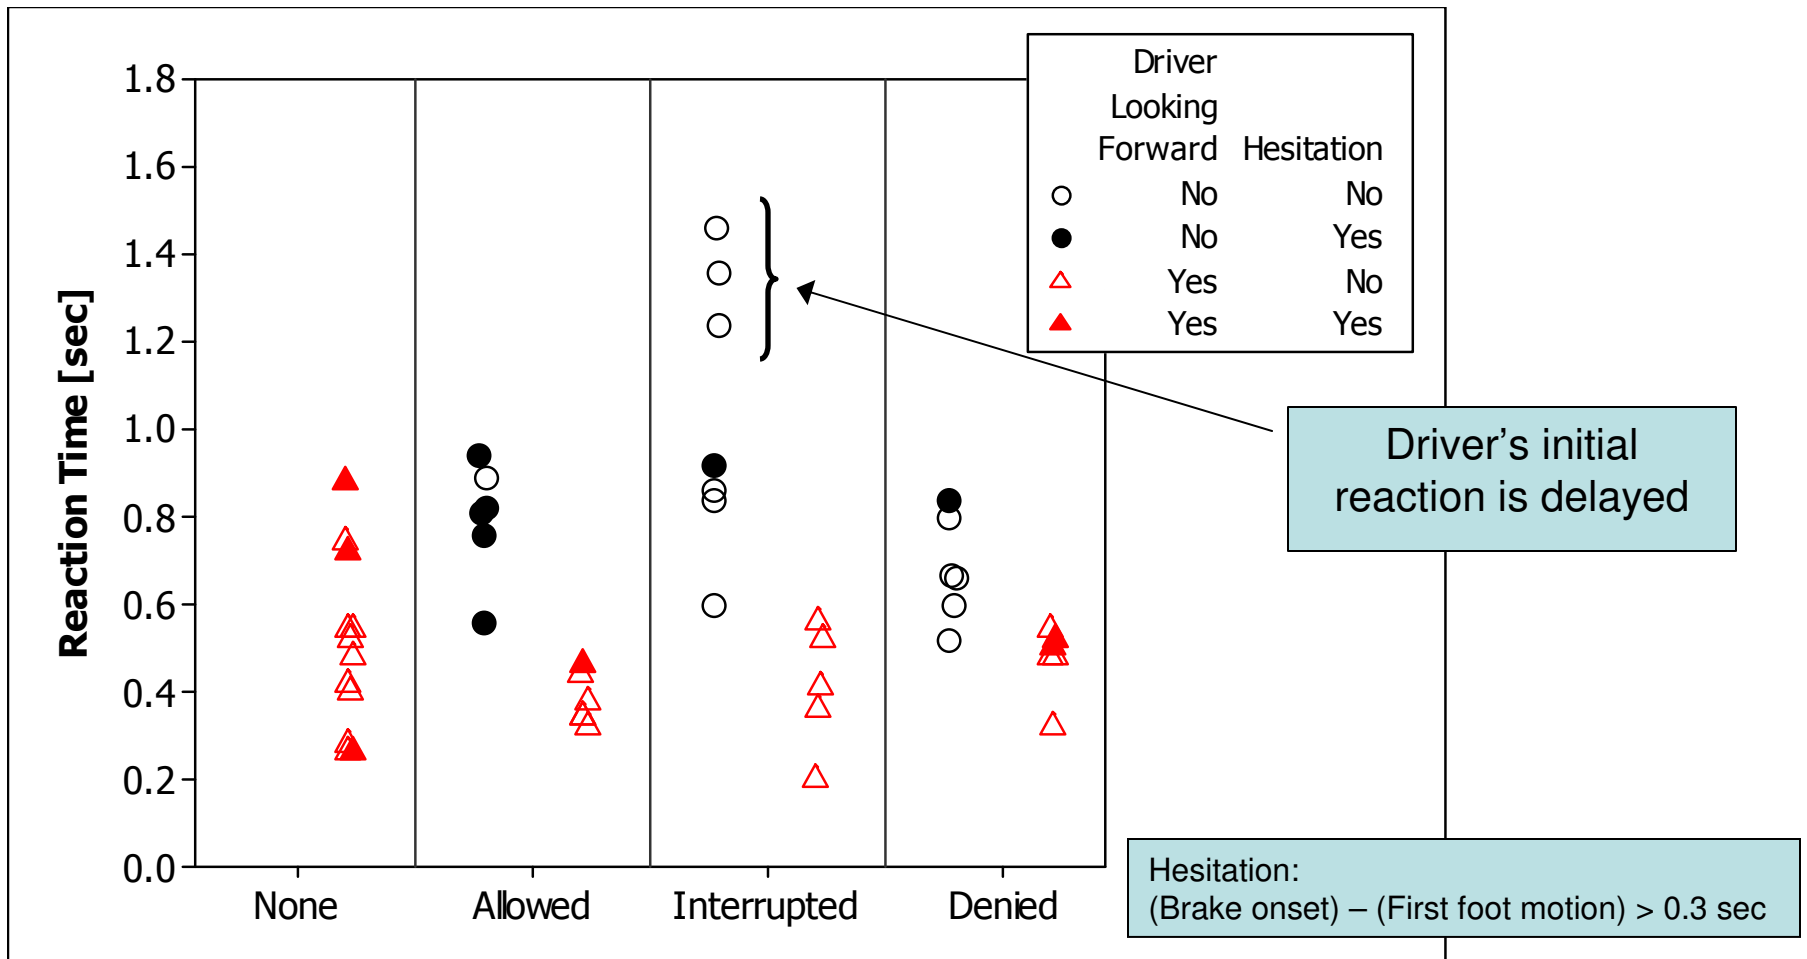 Driver
Looking
Forward Hesitation
No No
No Yes
Yes No
Yes Yes
Reaction Time [sec]
1.8
1.6
1.4
1.2
1.0
0.8
0.6
0.4
0.2
0.0
None Allowed Interrupted Denied
Driver’s initial
reaction is delayed
Hesitation:
(Brake onset) – (First foot motion) > 0.3 sec